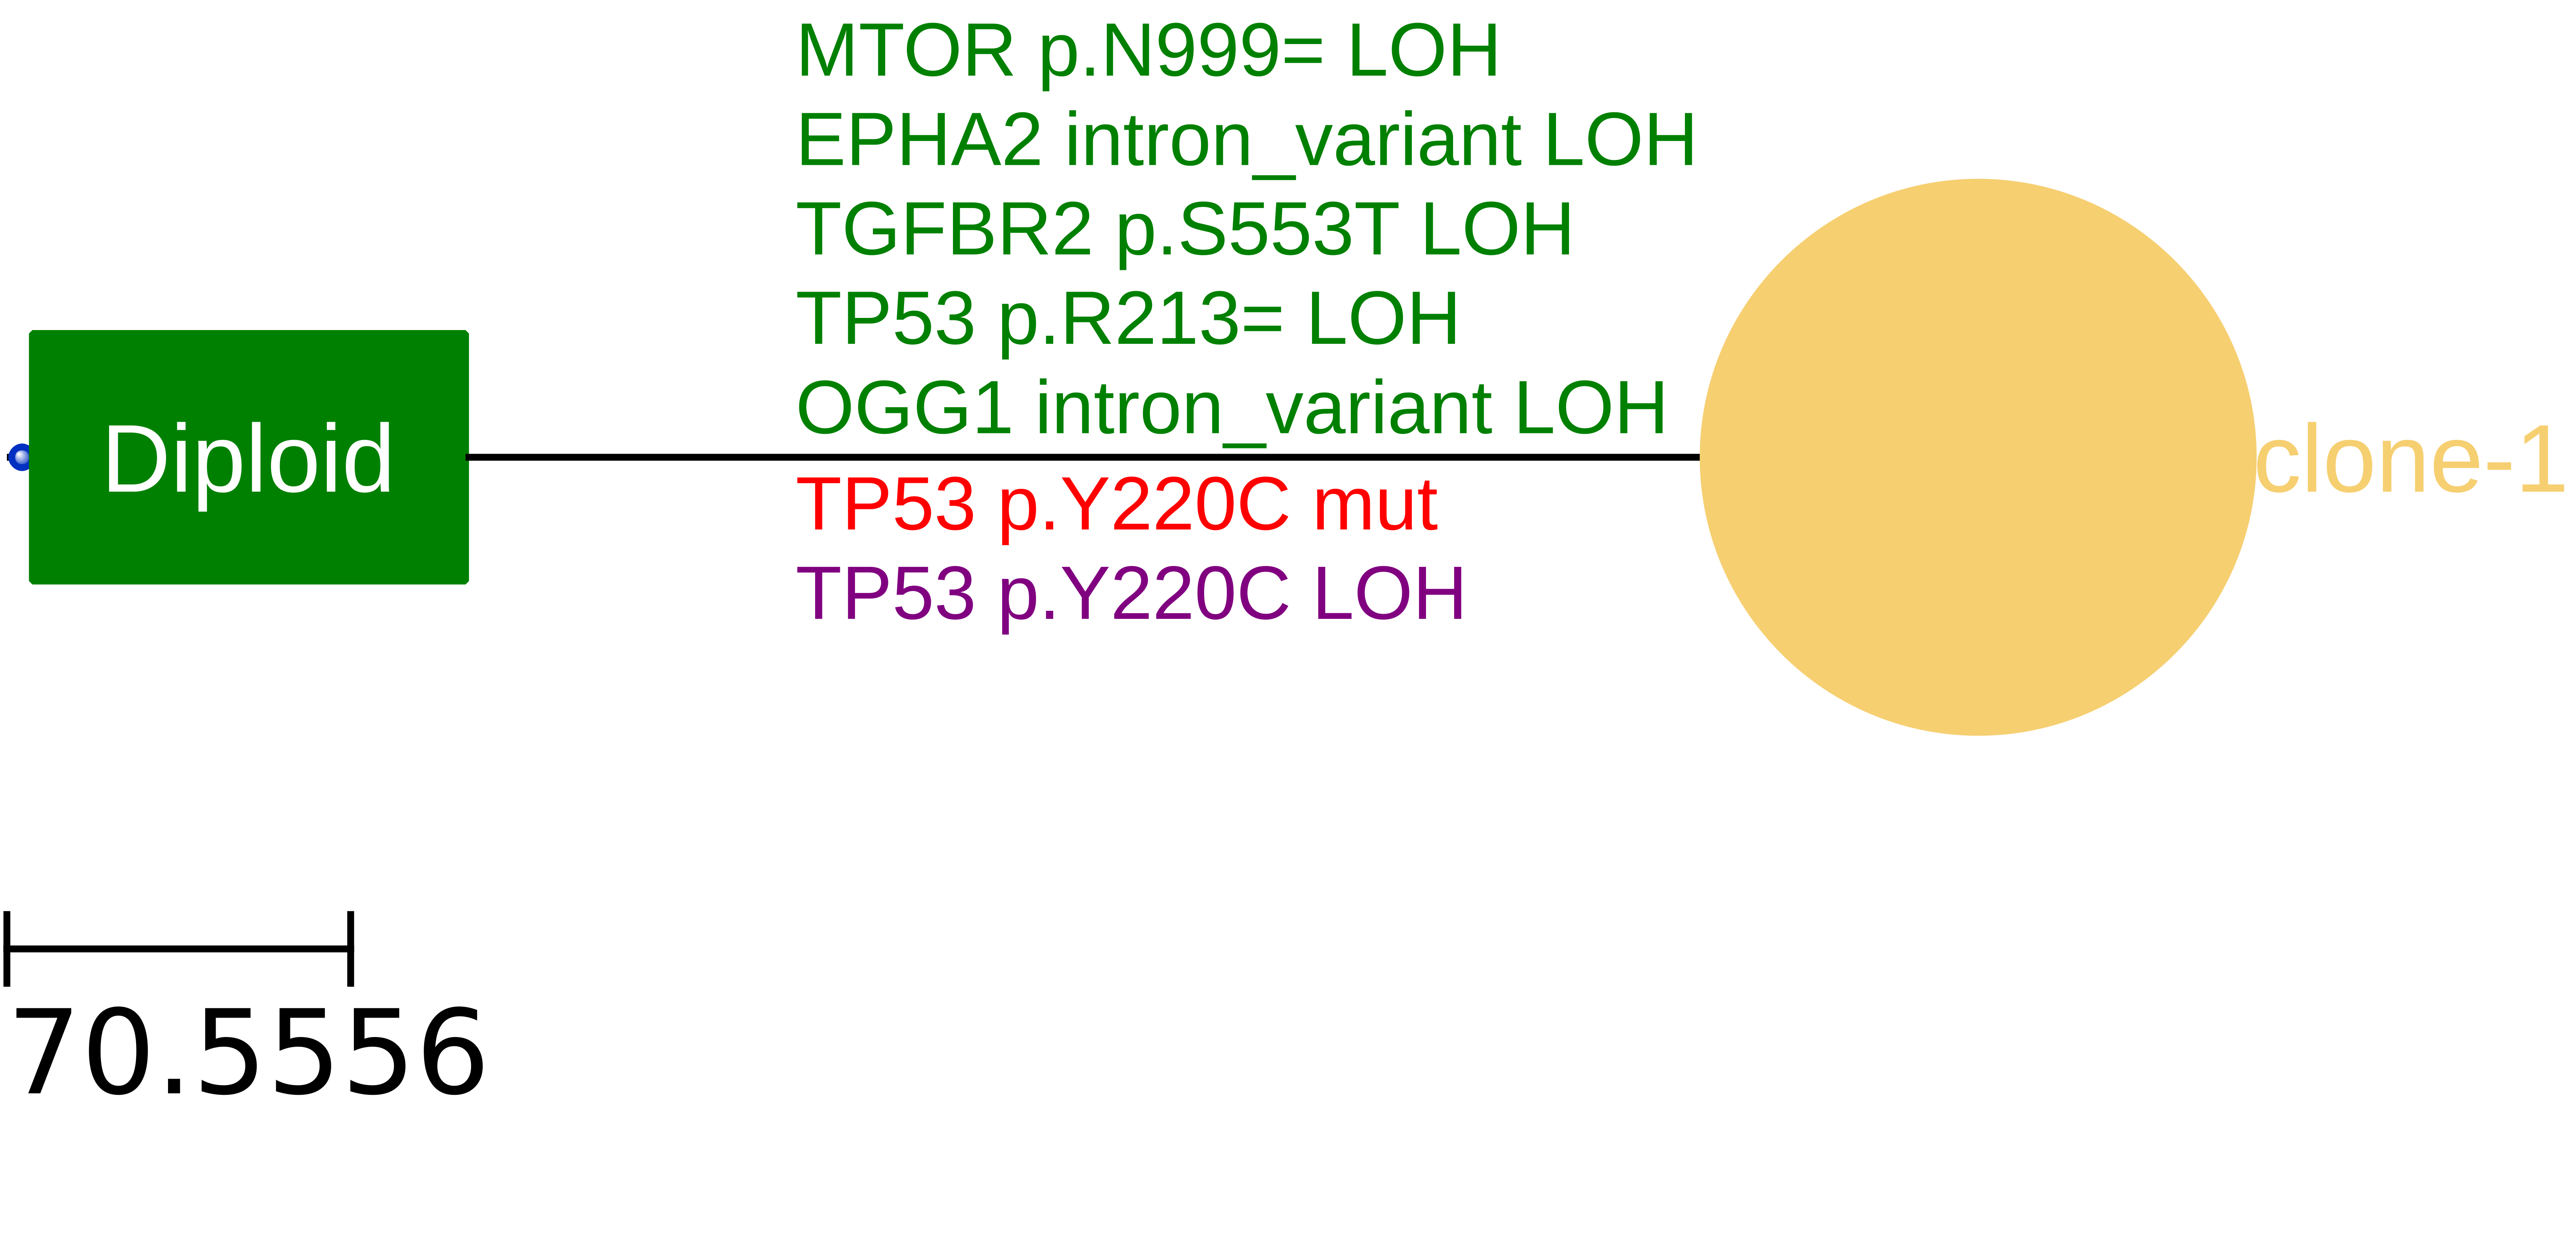 MTOR p.N999= LOH
EPHA2 intron_variant LOH
TGFBR2 p.S553T LOH
TP53 p.R213= LOH
OGG1 intron_variant LOH
Diploid
clone-1
TP53 p.Y220C mut
TP53 p.Y220C LOH
70.5556